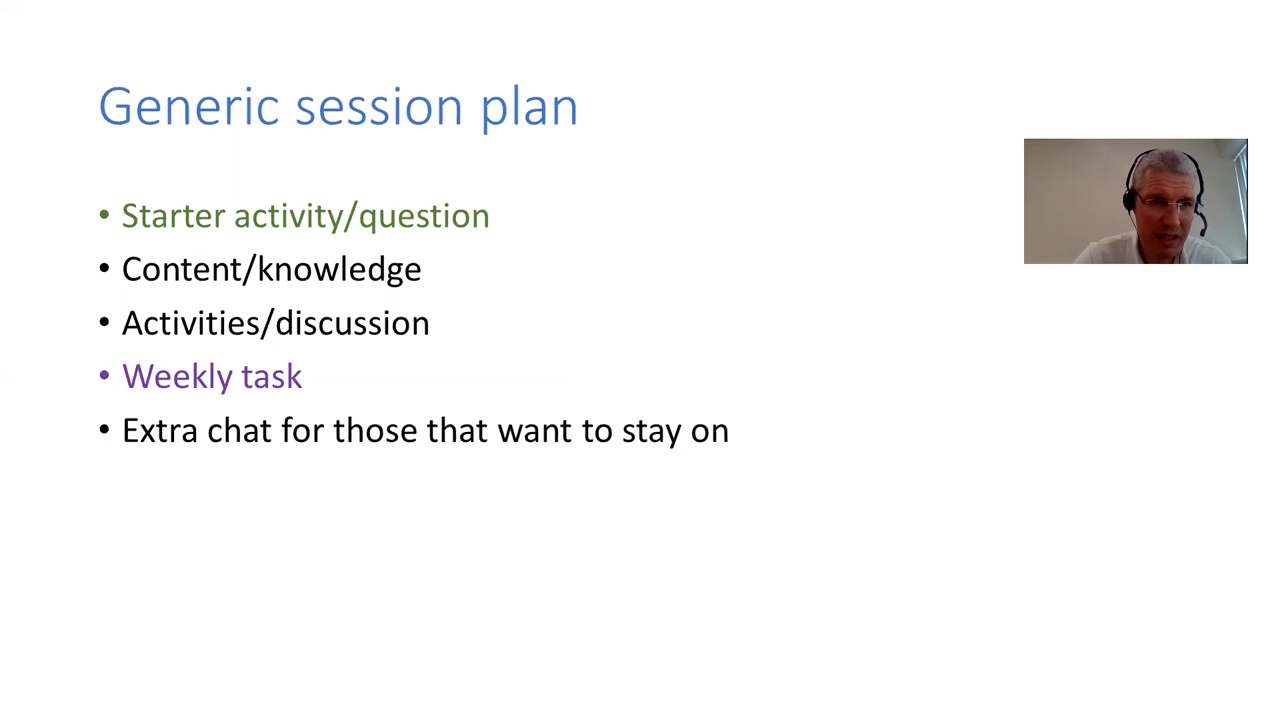 Generic session plan
• Starter activity/question
• Content/knowledge
• Activities/discussion
• Weekly task
• Extra chat for those that want to stay on